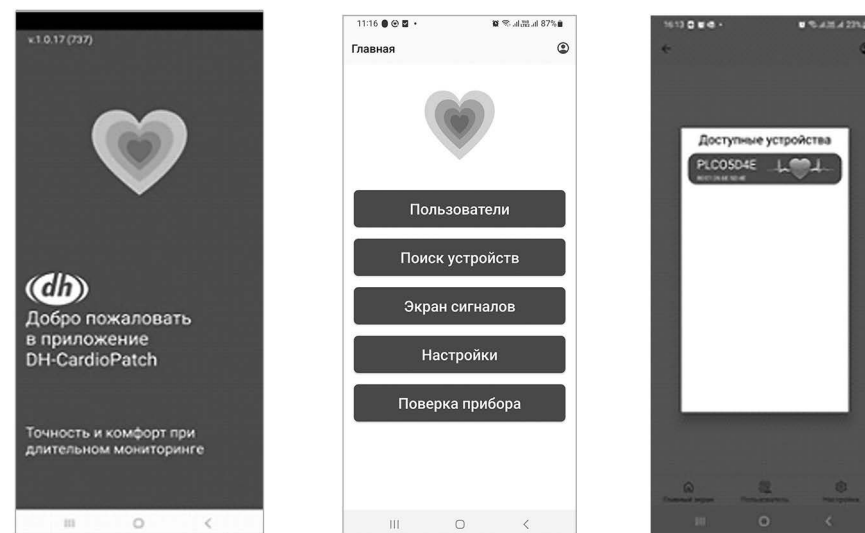 v.1.0.17 (737)
dh
Добро пожаловать
в приложение
DH-CardioPatch
Точность и комфорт при
длительном мониторинге
11:16
87%
Главная
Пользователи
Поиск устройств
Экран сигналов
Настройки
Поверка прибора
16:13
23%
Доступные устройства
PLC05D4E
Главный экран
Пользователь
Настройки